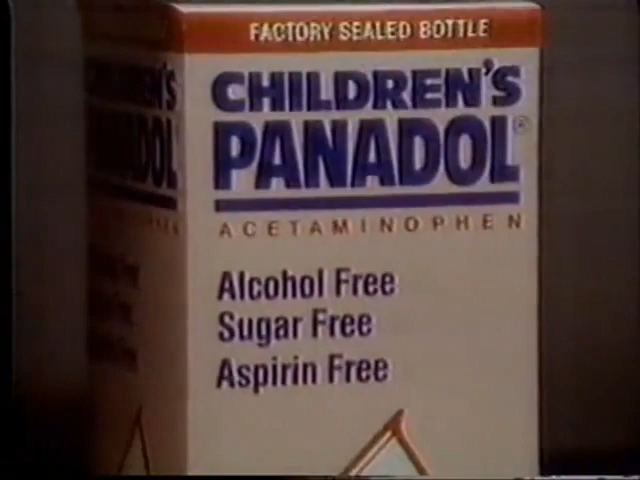 FACTORY SEALED BOTTLE
CHILDREN'S
PANADOL®
ACETAMINOPHEN
Alcohol Free
Sugar Free
Aspirin Free